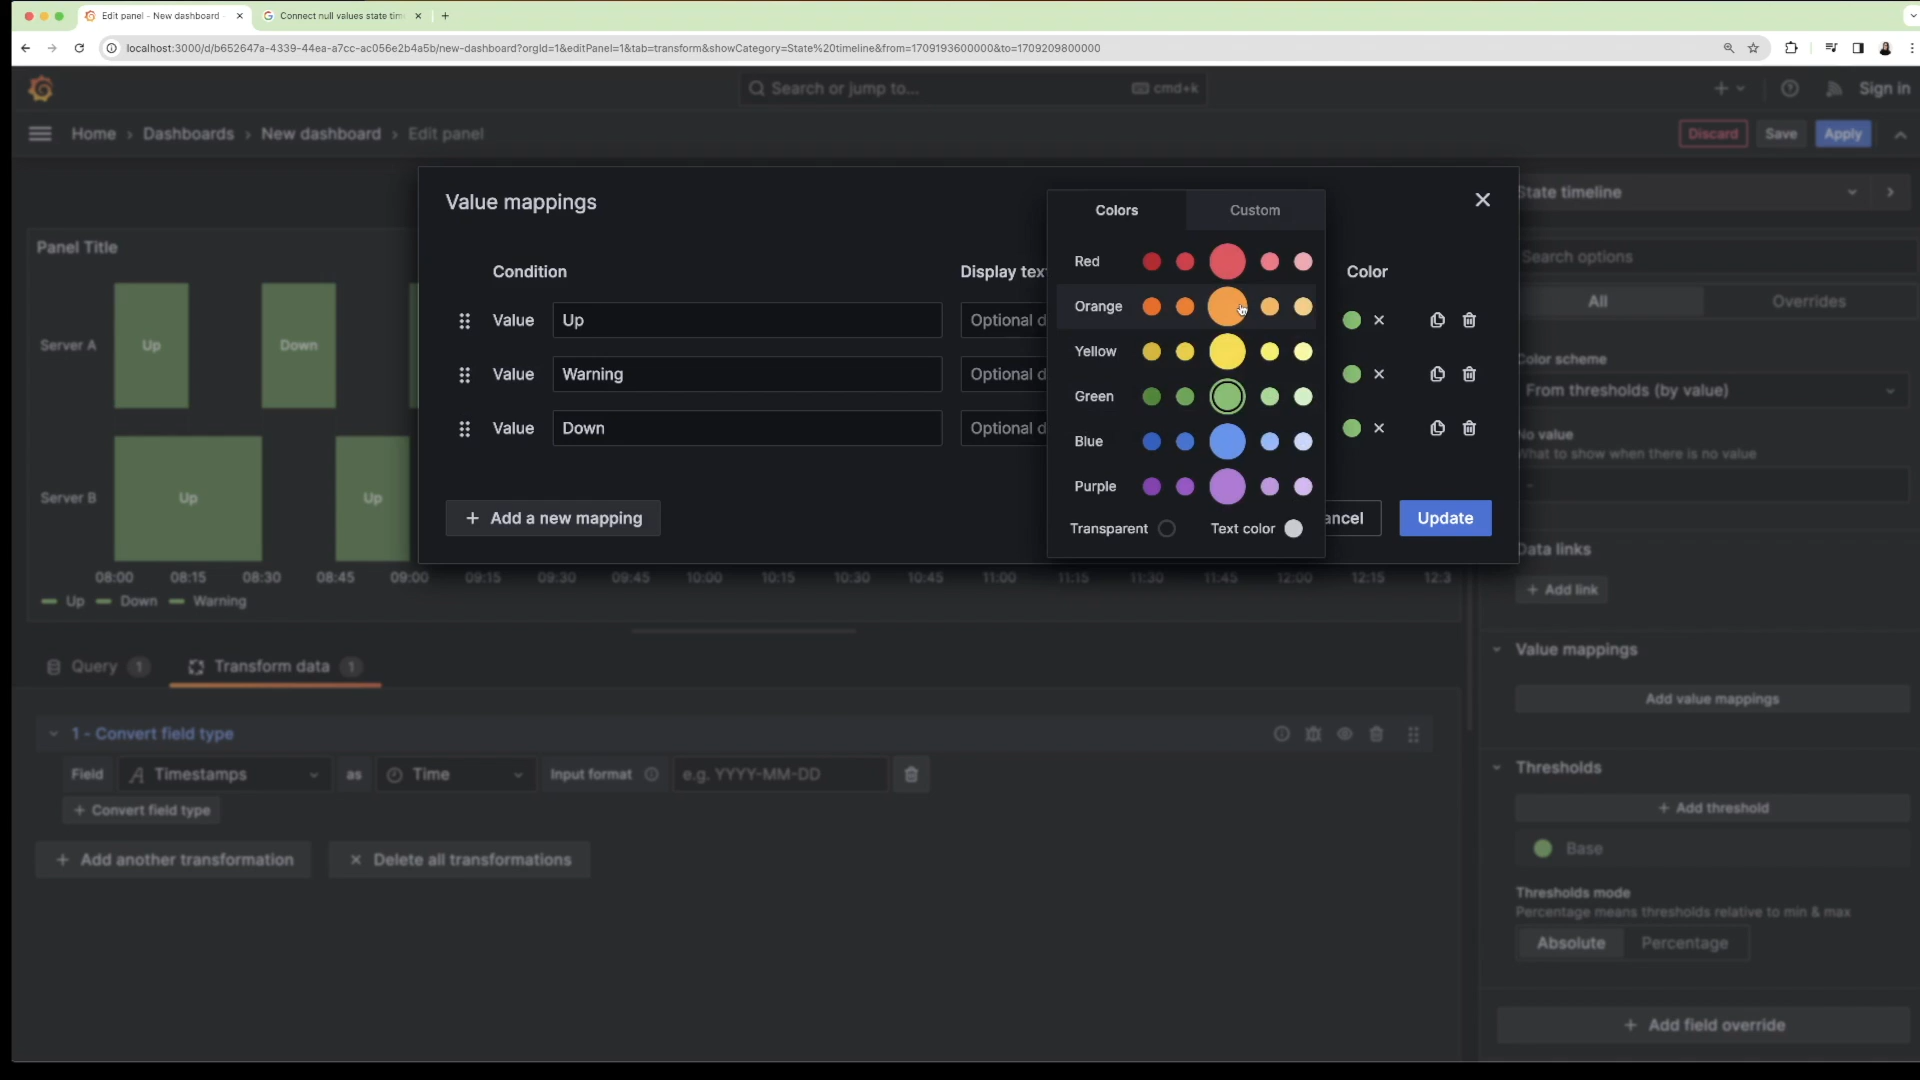 Edit panel - New dashboard -
Connect null values state tim
localhost:3000/d/b652647a-4339-44ea-a7cc-ac056e2b4a5b/new-dashboard?orgId=1&editPanel=1&tab=transform&showCategory=State%20timeline&from=1709193600000&to=1709209800000
Search or jump to...
cmd+k
Sign in
Home › Dashboards › New dashboard › Edit panel
Discard
Save
Apply
Value mappings
Condition
Display tex
Color
Value
Up
Optional d
Value
Warning
Optional d
Value
Down
Optional d
+ Add a new mapping
ancel
Update
Colors
Custom
Red
Orange
Yellow
Green
Blue
Purple
Transparent
Text color
Panel Title
Server A
Up
Down
Server B
Up
Up
08:00 08:15 08:30 08:45 09:00 09:15 09:30 09:45 10:00 10:15 10:30 10:45 11:00 11:15 11:30 11:45 12:00 12:15 12:3
Up Down Warning
State timeline
Search options
All
Overrides
Color scheme
From thresholds (by value)
No value
What to show when there is no value
-
Data links
+ Add link
Value mappings
Add value mappings
Thresholds
+ Add threshold
Base
Thresholds mode
Percentage means thresholds relative to min & max
Absolute
Percentage
+ Add field override
Query 1
Transform data 1
1 - Convert field type
Field
Timestamps
as
Time
Input format
e.g. YYYY-MM-DD
+ Convert field type
+ Add another transformation
× Delete all transformations